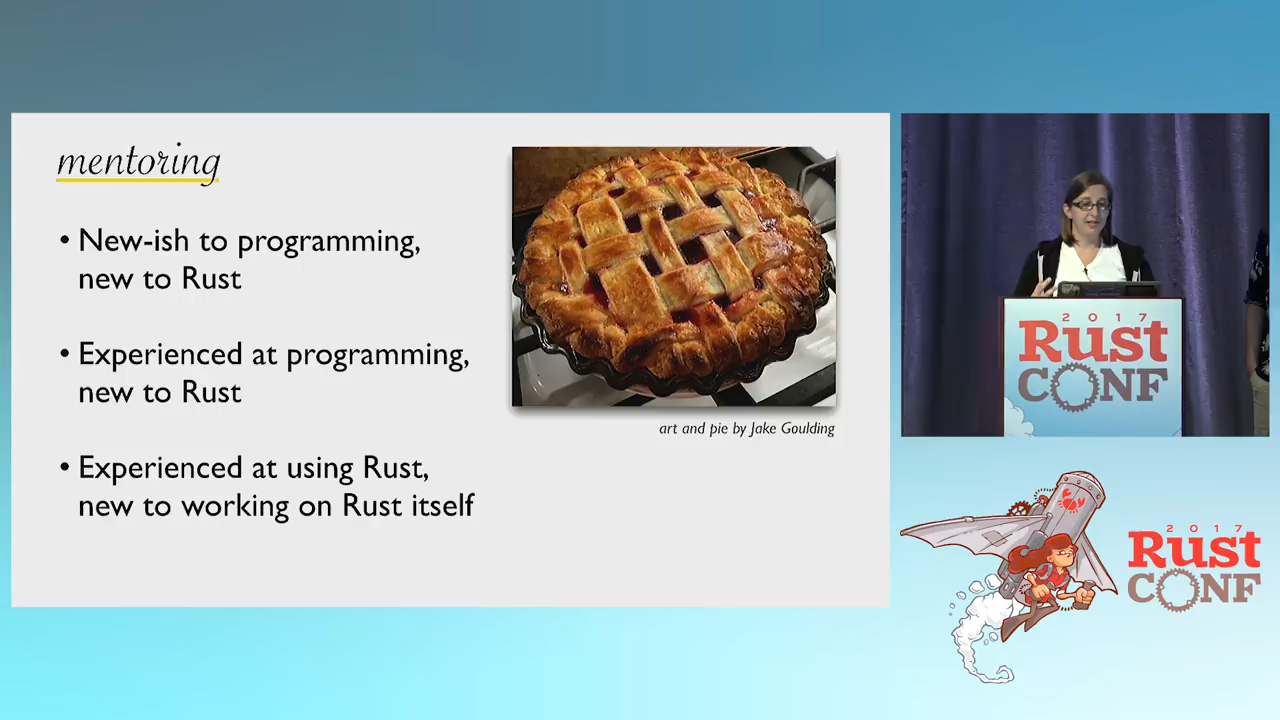 mentoring
• New-ish to programming,
new to Rust
• Experienced at programming,
new to Rust
• Experienced at using Rust,
new to working on Rust itself
art and pie by Jake Goulding
2017
Rust
CONF
2017
Rust
CONF